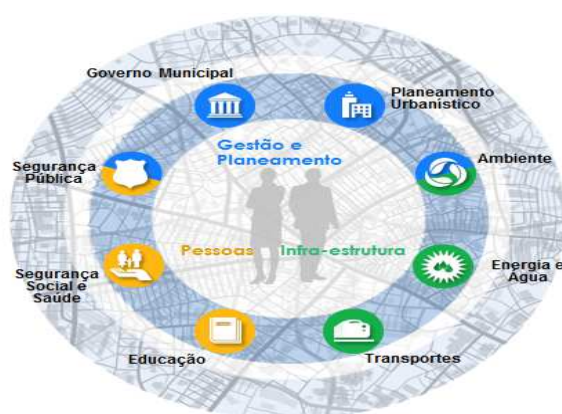 Governo Municipal
Planeamento
Urbanístico
Gestão e
Planeamento
Segurança
Pública
Ambiente
Pessoas
Infra-estrutura
Segurança
Social e
Saúde
Energia e
Água
Educação
Transportes